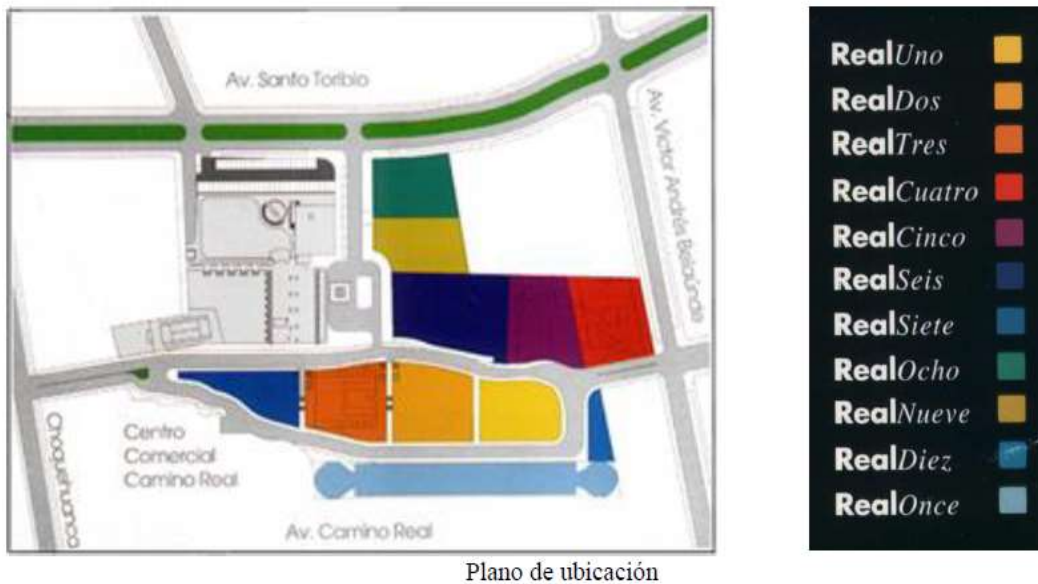 Av. Santo Toribio
Av. Victor Andrés Belaúnde
Choquehuanca
Centro
Comercial
Camino Real
Av. Camino Real
RealUno
RealDos
RealTres
RealCuatro
RealCinco
RealSeis
RealSiete
RealOcho
RealNueve
RealDiez
RealOnce
Plano de ubicación